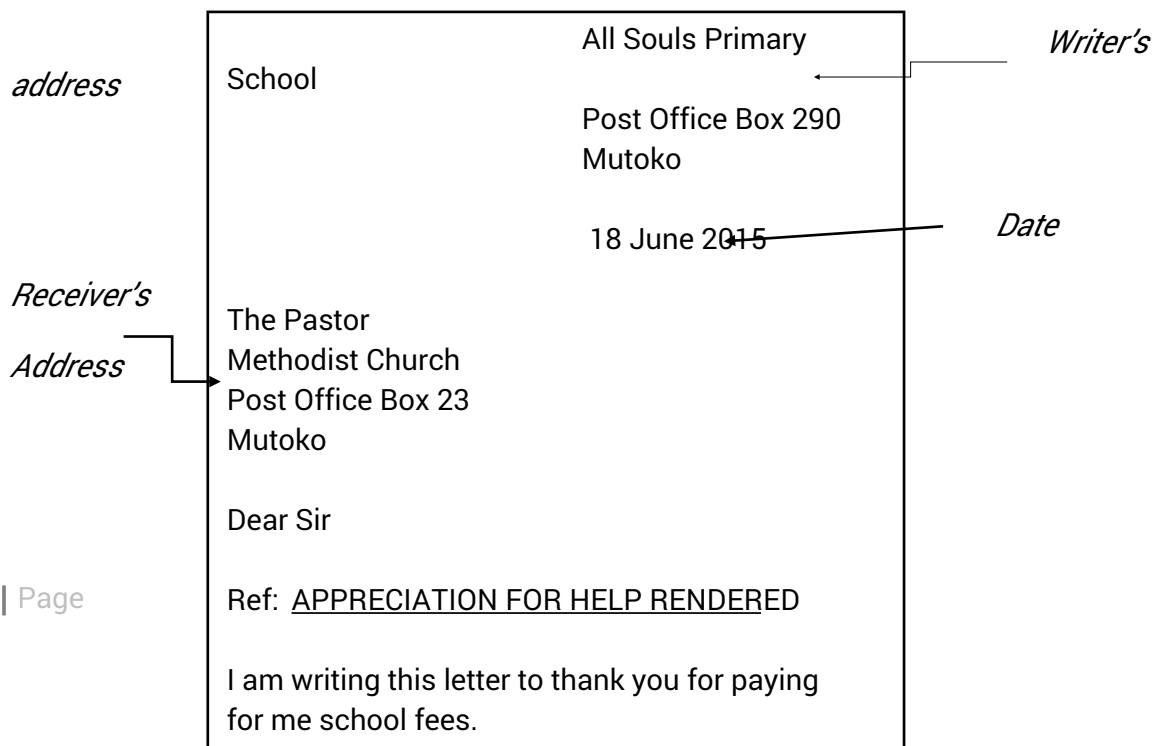 All Souls Primary
Writer's
address
School
Post Office Box 290
Mutoko
18 June 2015
Date
Receiver's
Address
The Pastor
Methodist Church
Post Office Box 23
Mutoko
Dear Sir
| Page
Ref: APPRECIATION FOR HELP RENDERED
I am writing this letter to thank you for paying
for me school fees.